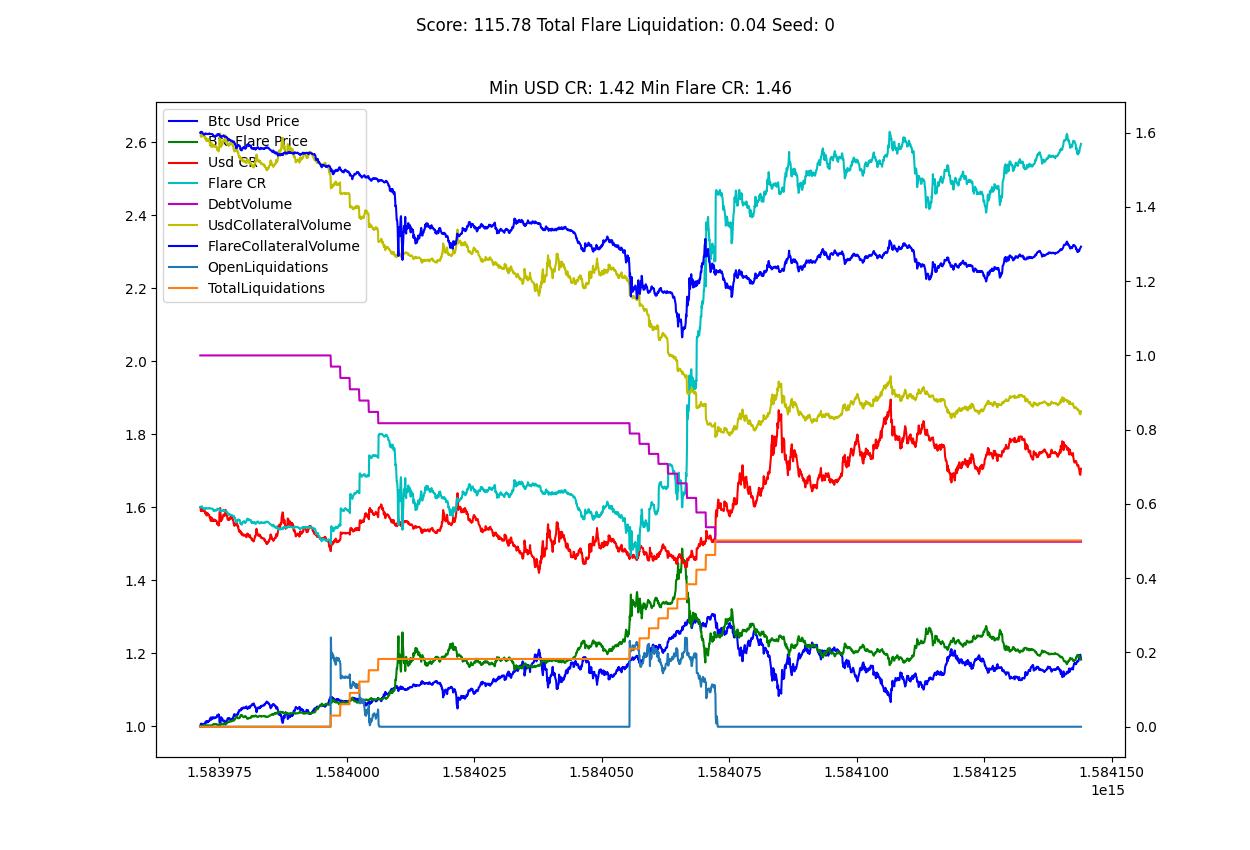 Score: 115.78 Total Flare Liquidation: 0.04 Seed: 0
Min USD CR: 1.42 Min Flare CR: 1.46
Btc Usd Price
Btc Flare Price
Usd CR
Flare CR
DebtVolume
UsdCollateralVolume
FlareCollateralVolume
OpenLiquidations
TotalLiquidations
2.6
2.4
2.2
2.0
1.8
1.6
1.4
1.2
1.0
1.6
1.4
1.2
1.0
0.8
0.6
0.4
0.2
0.0
1.583975 1.584000 1.584025 1.584050 1.584075 1.584100 1.584125 1.584150
1e15